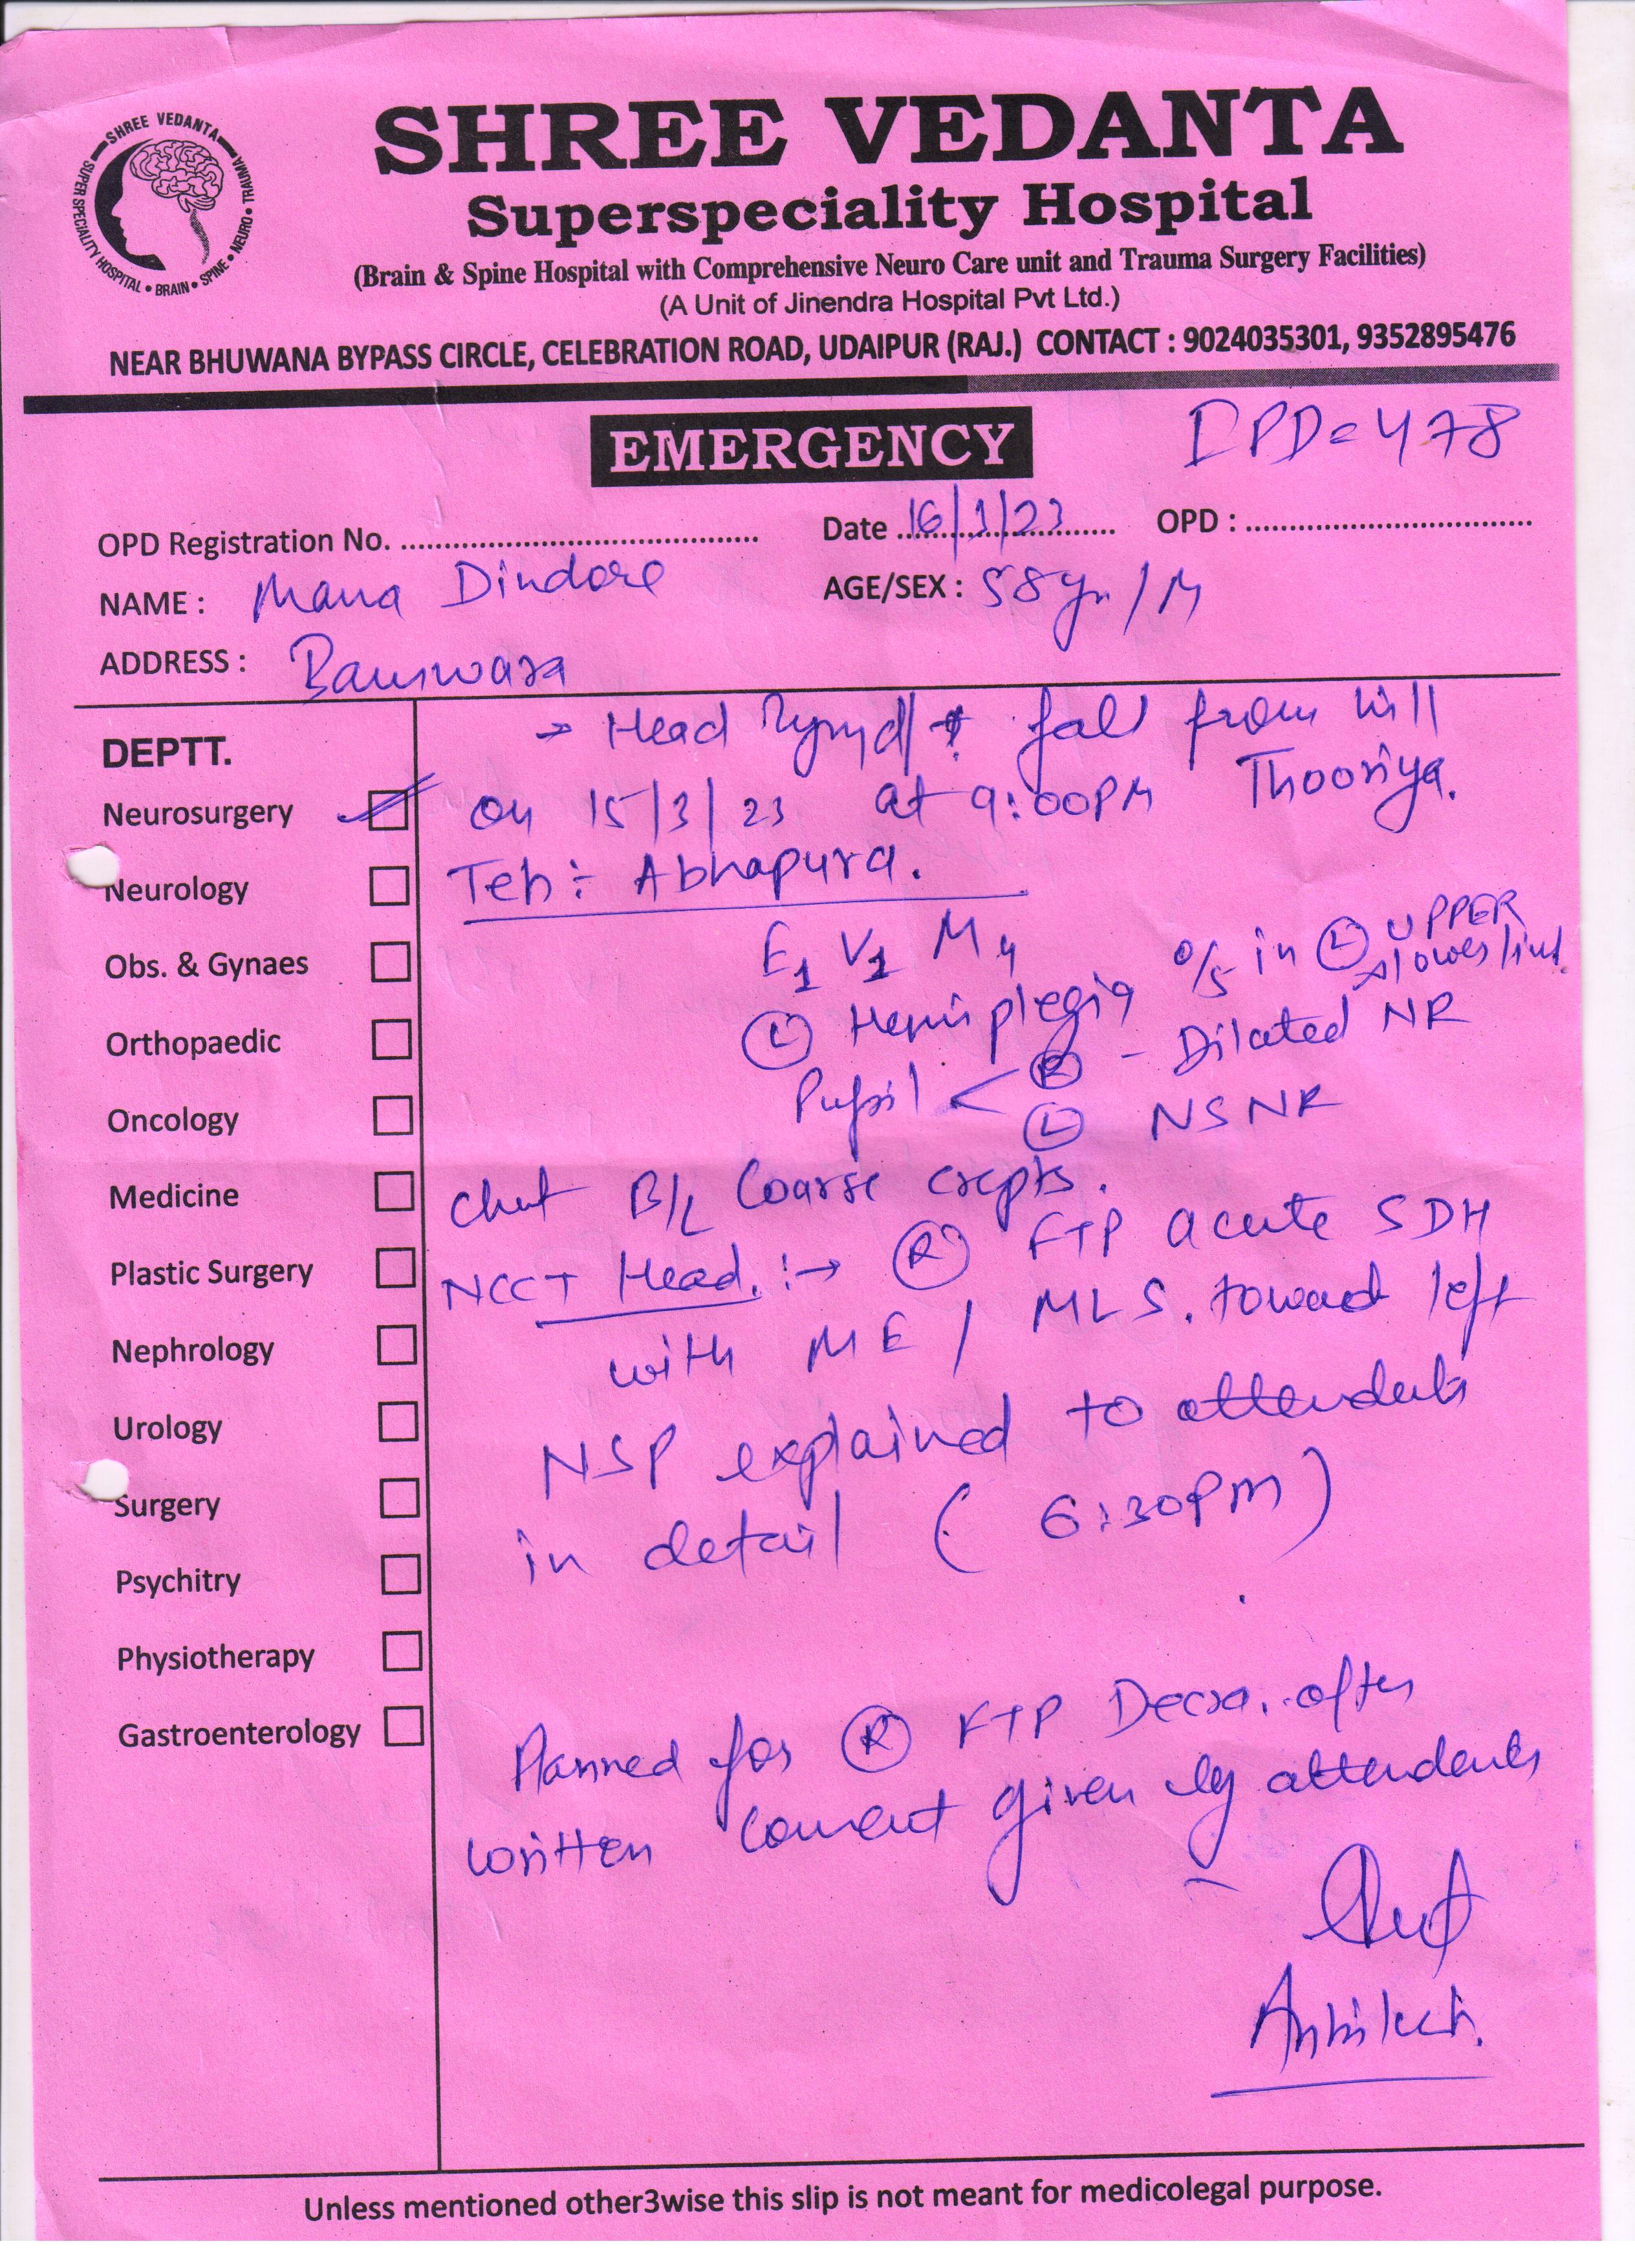 SHREE VEDANTA
SUPER SPECIALITY HOSPITAL • BRAIN • SPINE • NEURO • TRAUMA
SHREE VEDANTA
Superspeciality Hospital
(Brain & Spine Hospital with Comprehensive Neuro Care unit and Trauma Surgery Facilities)
(A Unit of Jinendra Hospital Pvt Ltd.)
NEAR BHUWANA BYPASS CIRCLE, CELEBRATION ROAD, UDAIPUR (RAJ.) CONTACT : 9024035301, 9352895476
EMERGENCY
IPD= 478
OPD Registration No. Date 16/3/23 OPD :
NAME : Mana Dindore AGE/SEX : 58 yr / M
ADDRESS : Banswara
DEPTT.
Neurosurgery
Neurology
Obs. & Gynaes
Orthopaedic
Oncology
Medicine
Plastic Surgery
Nephrology
Urology
Surgery
Psychitry
Physiotherapy
Gastroenterology
→ Head fall from hill
on 15/3/23 at 9:00PM Thooriya.
Teh :- Abhapura.
E1 V1 M4
(L) Hemiplegia 0/5 in (L) UPPER
lower limb.
Pupil < (R) - Dilated NR
(L) NSNR
Chest B/L Coarse crepts.
NCCT Head. :→ (R) FTP acute SDH
with ME / MLS. toward left
NSP explained to attendents
in detail ( 6:30PM )
Planned for (R) FTP Decra. after
written consent given by attendents
Unless mentioned other3wise this slip is not meant for medicolegal purpose.